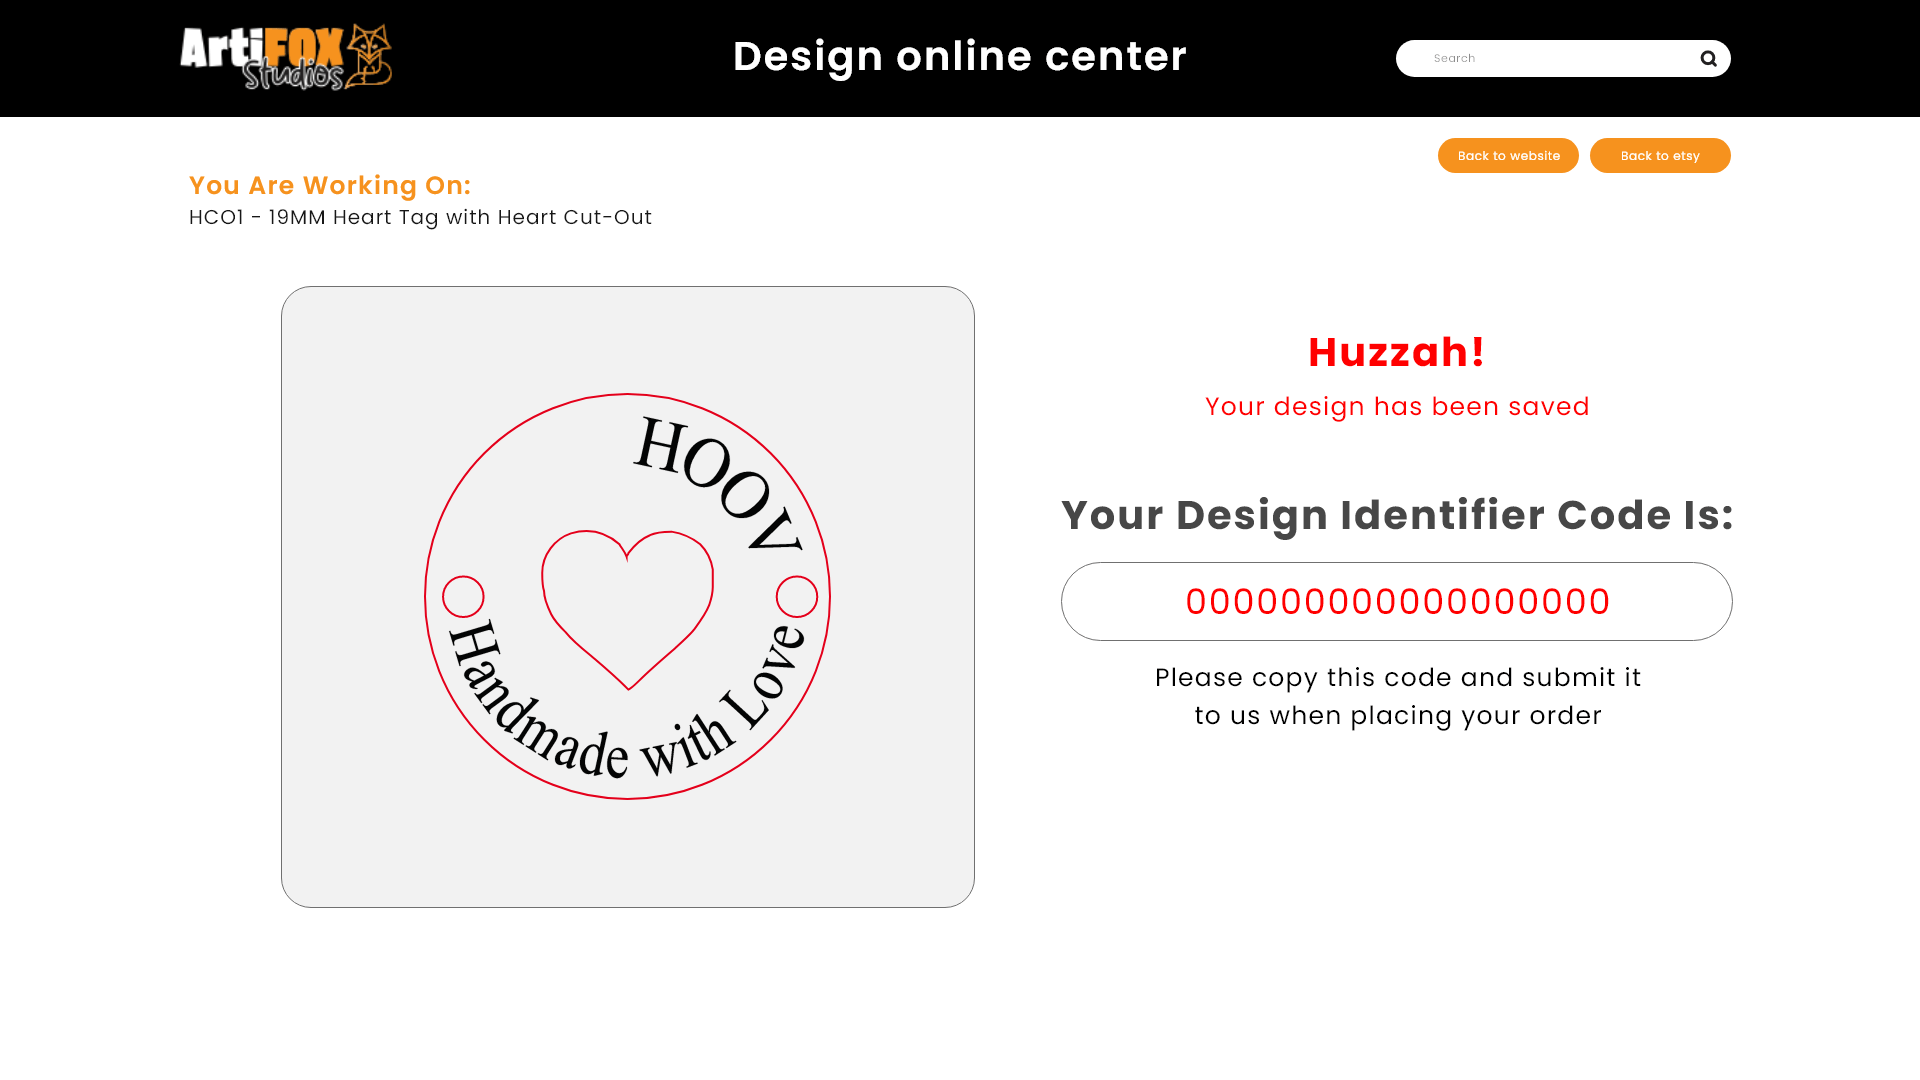 ArtiFOX
Studios
Design online center
Search
Back to website
Back to etsy
You Are Working On:
HCO1 - 19MM Heart Tag with Heart Cut-Out
HOOV
Handmade with Love
Huzzah!
Your design has been saved
Your Design Identifier Code Is:
000000000000000000
Please copy this code and submit it
to us when placing your order